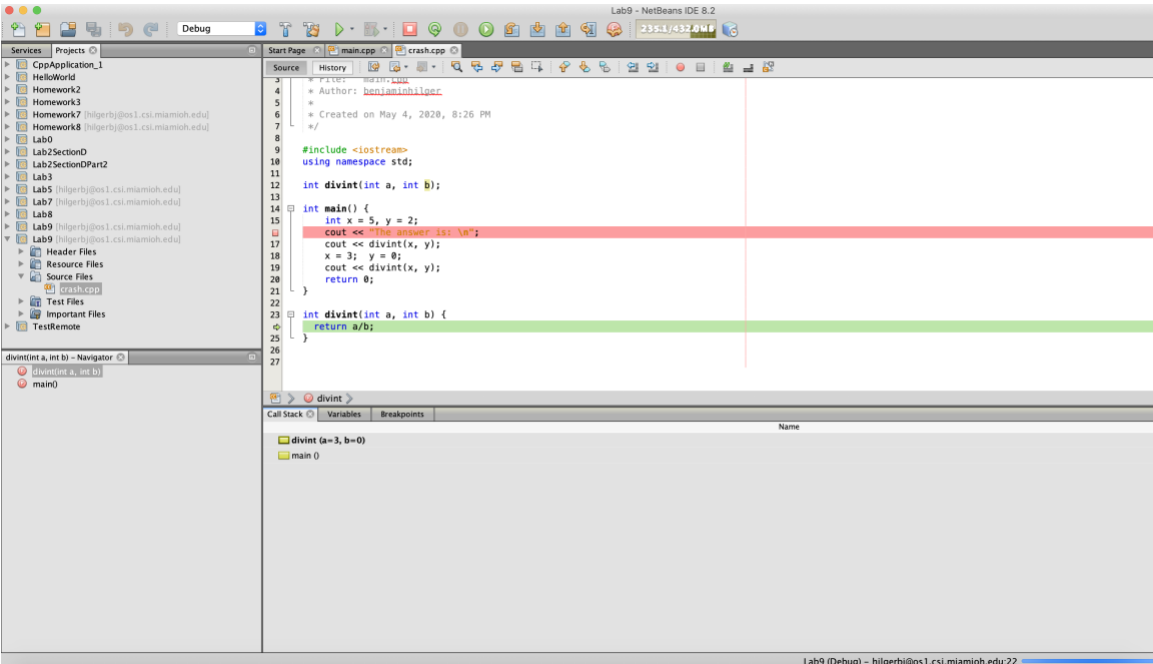 Lab9 - NetBeans IDE 8.2
Debug
235.1/432.0MB
Services Projects
Start Page main.cpp crash.cpp
CppApplication_1
HelloWorld
Homework2
Homework3
Homework7 [hilgerbj@os1.csi.miamioh.edu]
Homework8 [hilgerbj@os1.csi.miamioh.edu]
Lab0
Lab2SectionD
Lab2SectionDPart2
Lab3
Lab5 [hilgerbj@os1.csi.miamioh.edu]
Lab7 [hilgerbj@os1.csi.miamioh.edu]
Lab8
Lab9 [hilgerbj@os1.csi.miamioh.edu]
Lab9 [hilgerbj@os1.csi.miamioh.edu]
Header Files
Resource Files
Source Files
crash.cpp
Test Files
Important Files
TestRemote
divint(int a, int b) - Navigator
divint(int a, int b)
main()
Source History
3 * File: main.cpp
4 * Author: benjaminhilger
5 *
6 * Created on May 4, 2020, 8:26 PM
7 */
8
9 #include <iostream>
10 using namespace std;
11
12 int divint(int a, int b);
13
14 int main() {
15 int x = 5, y = 2;
cout << "The answer is: \n";
17 cout << divint(x, y);
18 x = 3; y = 0;
19 cout << divint(x, y);
20 return 0;
21 }
22
23 int divint(int a, int b) {
return a/b;
25 }
26
27
divint
Call Stack Variables Breakpoints
Name
divint (a=3, b=0)
main ()
Lab9 (Debug) - hilgerbj@os1.csi.miamioh.edu:22